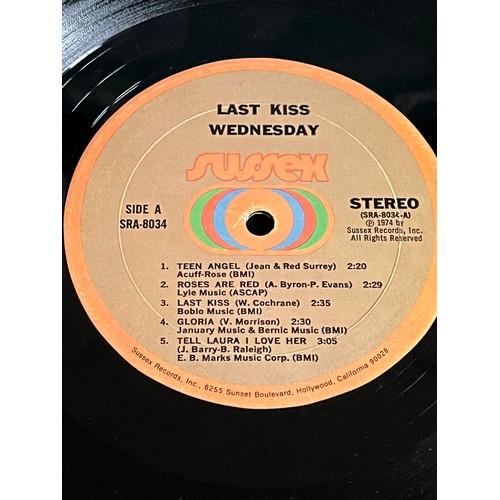 LAST KISS
WEDNESDAY
sussex
SIDE A
SRA-8034
STEREO
(SRA-8034-A)
℗ 1974 by
Sussex Records, Inc.
All Rights Reserved
1. TEEN ANGEL (Jean & Red Surrey) 2:20
Acuff-Rose (BMI)
2. ROSES ARE RED (A. Byron-P. Evans) 2:29
Lyle Music (ASCAP)
3. LAST KISS (W. Cochrane) 2:35
Boblo Music (BMI)
4. GLORIA (V. Morrison) 2:30
January Music & Bernic Music (BMI)
5. TELL LAURA I LOVE HER 3:05
(J. Barry-B. Raleigh)
E. B. Marks Music Corp. (BMI)
Sussex Records, Inc., 6255 Sunset Boulevard, Hollywood, California 90028